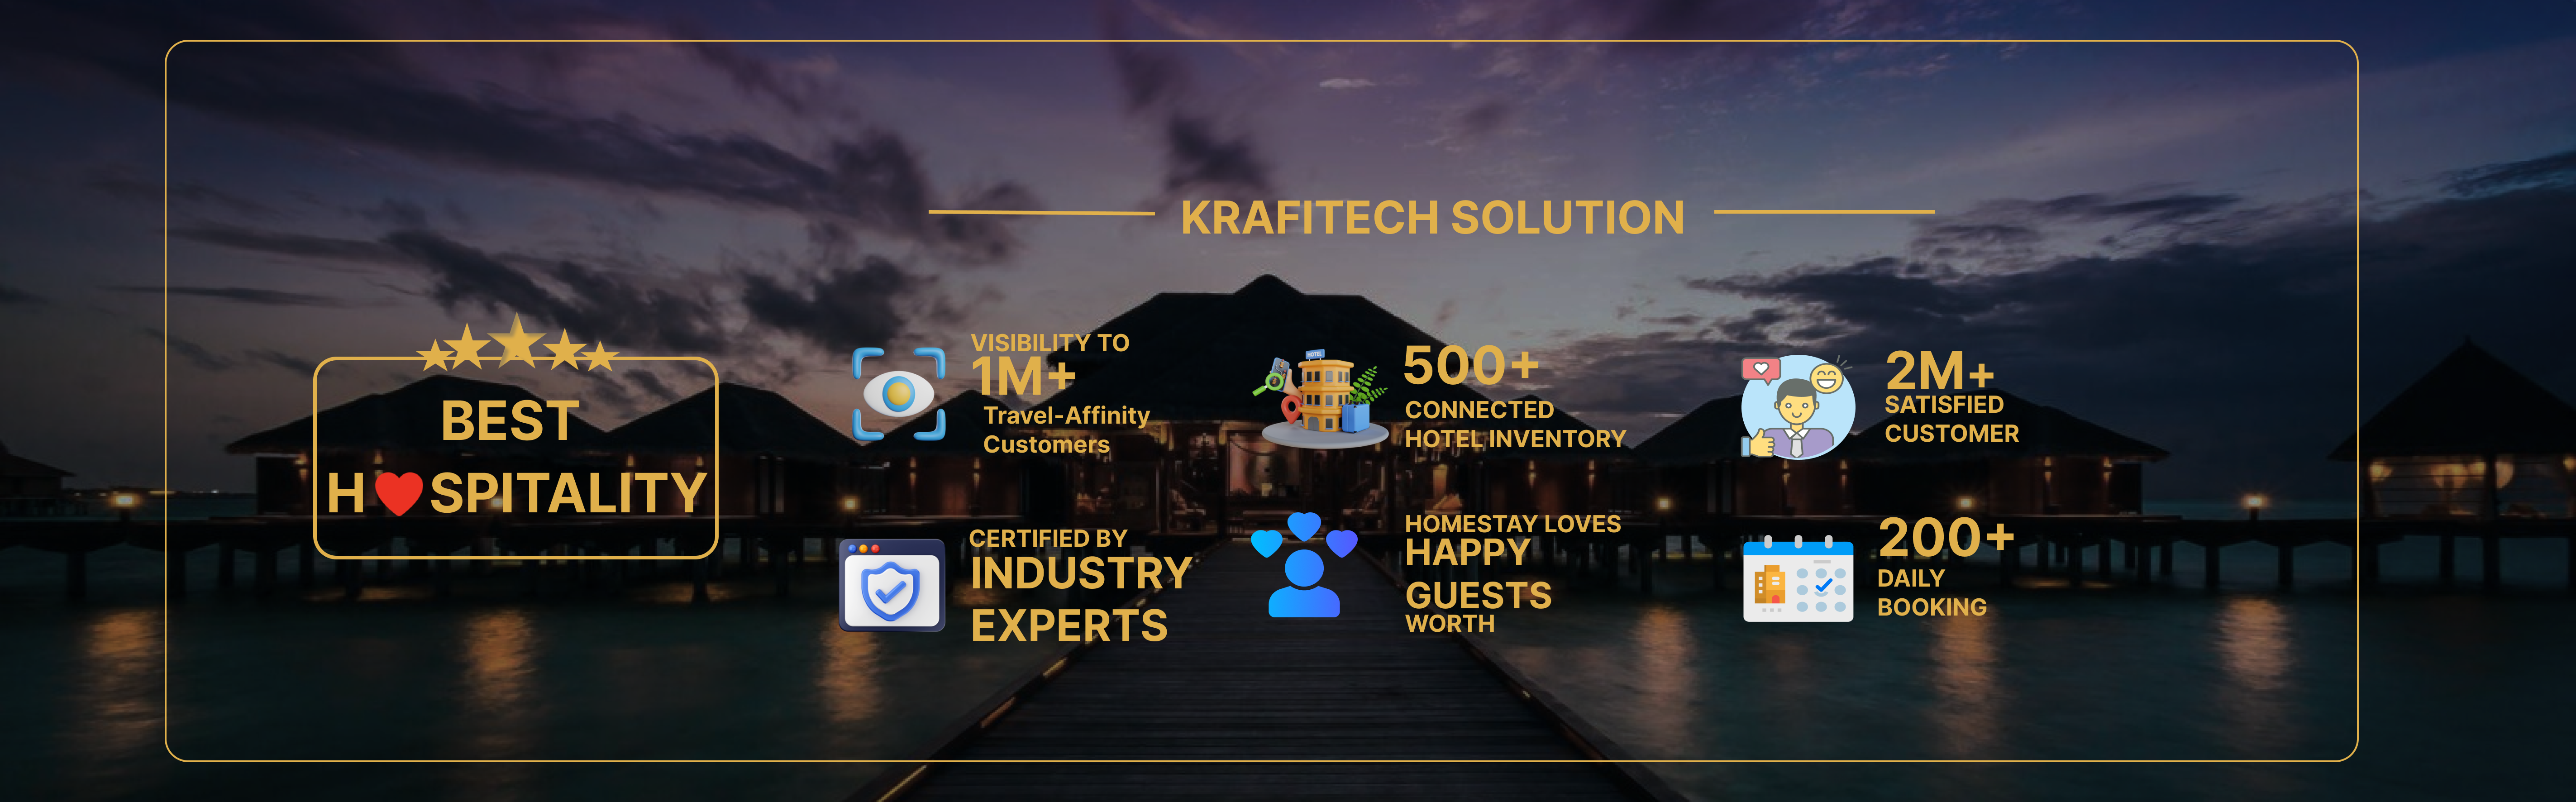 KRAFITECH SOLUTION
BEST
H❤SPITALITY
VISIBILITY TO
1M+
Travel-Affinity
Customers
HOTEL
500+
CONNECTED
HOTEL INVENTORY
2M+
SATISFIED
CUSTOMER
CERTIFIED BY
INDUSTRY
EXPERTS
HOMESTAY LOVES
HAPPY
GUESTS
WORTH
200+
DAILY
BOOKING